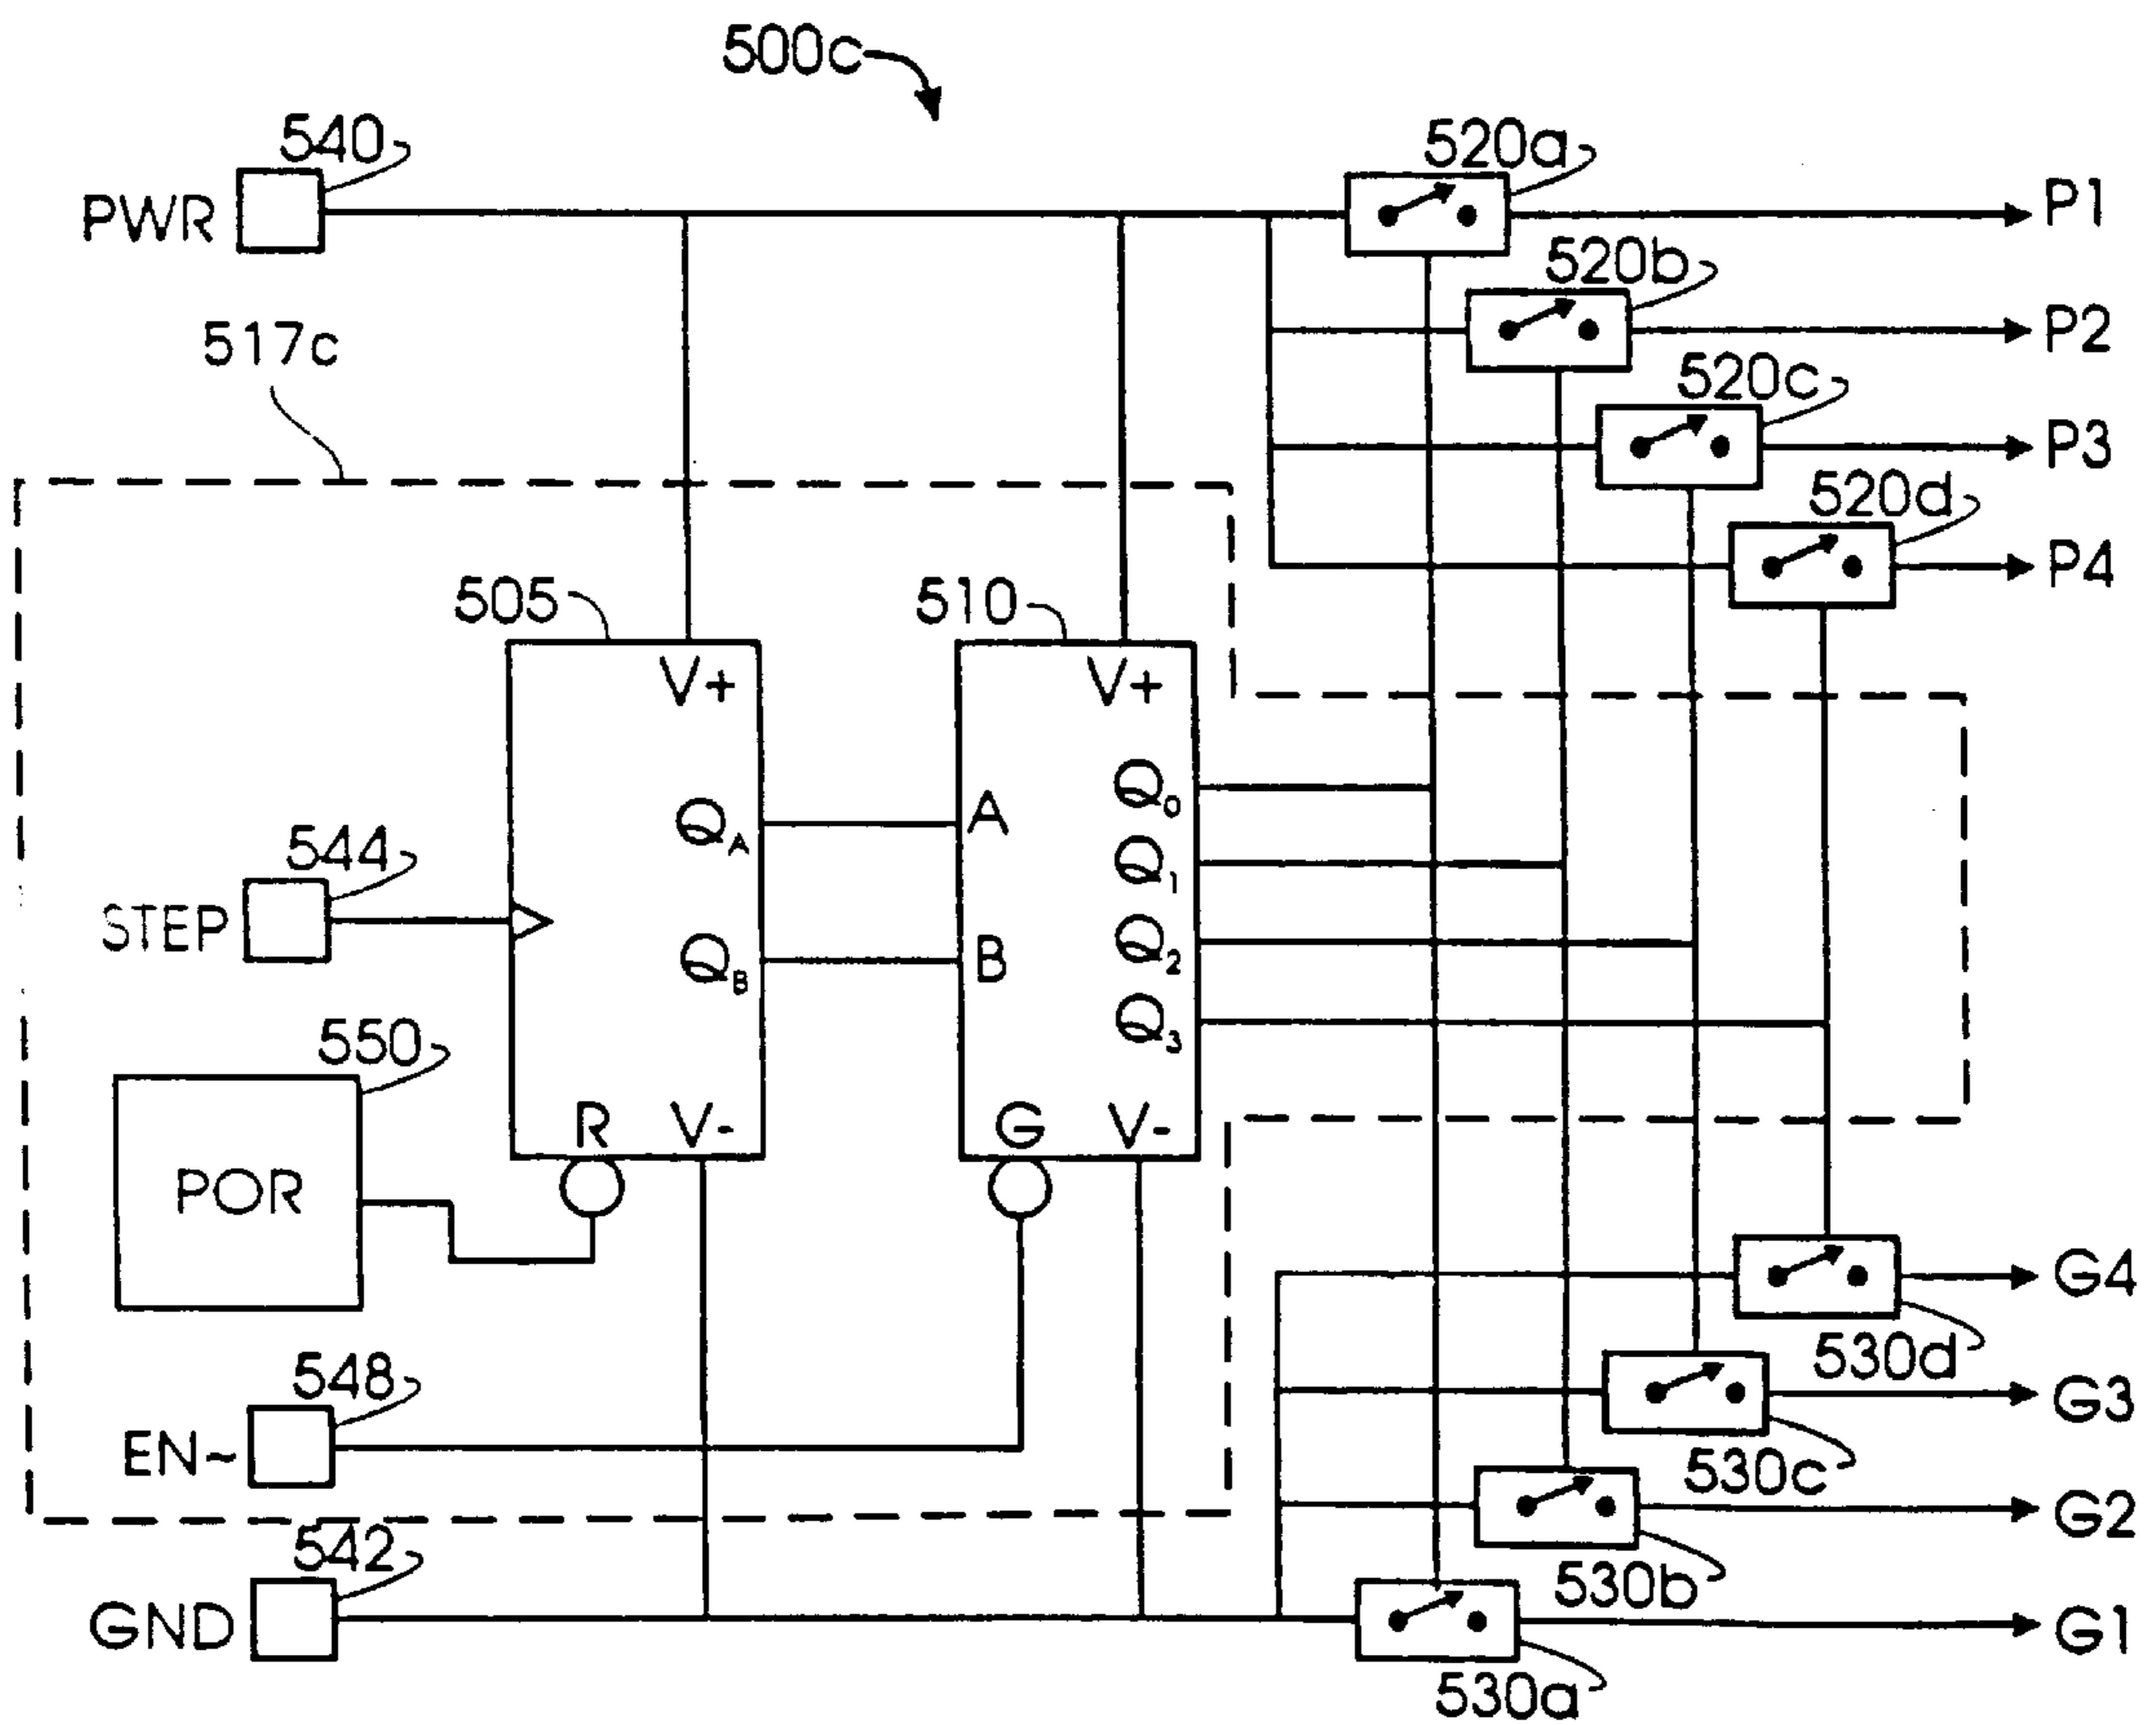 500c
540
PWR
520a
P1
520b
P2
517c
520c
P3
520d
P4
505
510
V+
V+
Q0
QA
A
Q1
544
STEP
QB
B
Q2
Q3
550
POR
R
V-
G
V-
G4
530d
548
EN~
G3
530c
G2
542
530b
GND
G1
530a